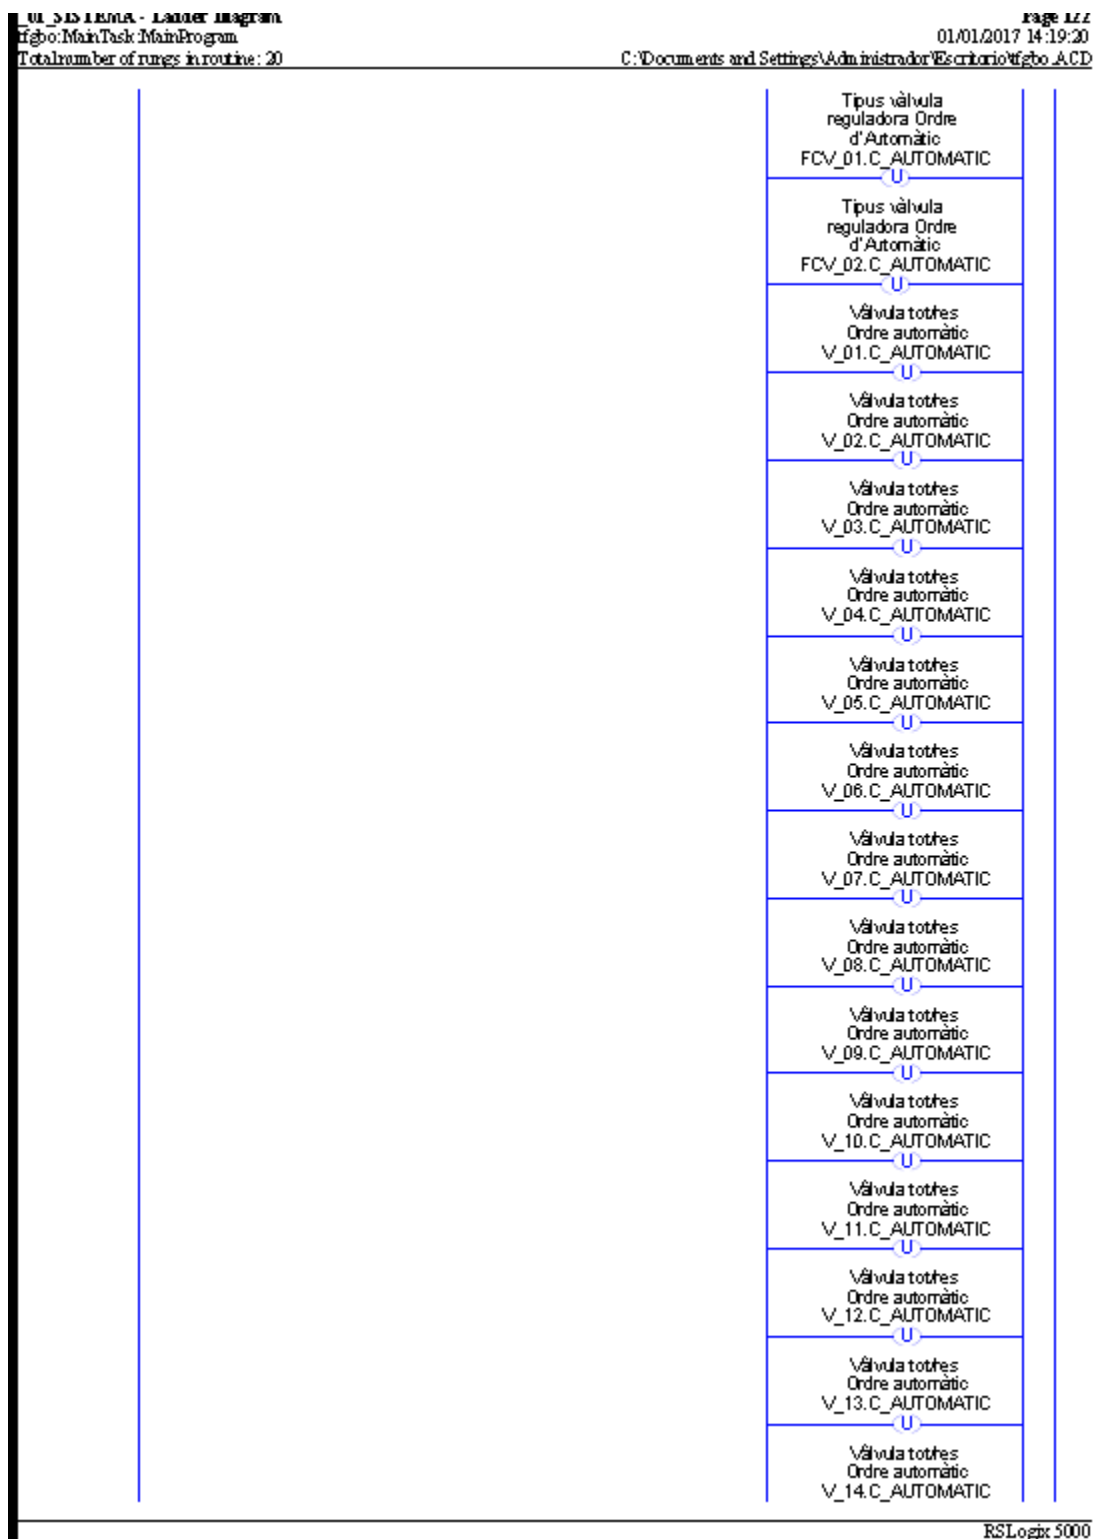 _01_SISTEMA - Ladder Diagram
tfgbo:MainTask:MainProgram
Total number of rungs in routine: 20
Page 122
01/01/2017 14:19:20
C:\Documents and Settings\Administrador\Escritorio\tfgbo.ACD
Tipus vàlvula
reguladora Ordre
d'Automàtic
FCV_01.C_AUTOMATIC
U
Tipus vàlvula
reguladora Ordre
d'Automàtic
FCV_02.C_AUTOMATIC
U
Vàlvula tot/res
Ordre automàtic
V_01.C_AUTOMATIC
U
Vàlvula tot/res
Ordre automàtic
V_02.C_AUTOMATIC
U
Vàlvula tot/res
Ordre automàtic
V_03.C_AUTOMATIC
U
Vàlvula tot/res
Ordre automàtic
V_04.C_AUTOMATIC
U
Vàlvula tot/res
Ordre automàtic
V_05.C_AUTOMATIC
U
Vàlvula tot/res
Ordre automàtic
V_06.C_AUTOMATIC
U
Vàlvula tot/res
Ordre automàtic
V_07.C_AUTOMATIC
U
Vàlvula tot/res
Ordre automàtic
V_08.C_AUTOMATIC
U
Vàlvula tot/res
Ordre automàtic
V_09.C_AUTOMATIC
U
Vàlvula tot/res
Ordre automàtic
V_10.C_AUTOMATIC
U
Vàlvula tot/res
Ordre automàtic
V_11.C_AUTOMATIC
U
Vàlvula tot/res
Ordre automàtic
V_12.C_AUTOMATIC
U
Vàlvula tot/res
Ordre automàtic
V_13.C_AUTOMATIC
U
Vàlvula tot/res
Ordre automàtic
V_14.C_AUTOMATIC
RSLogix 5000